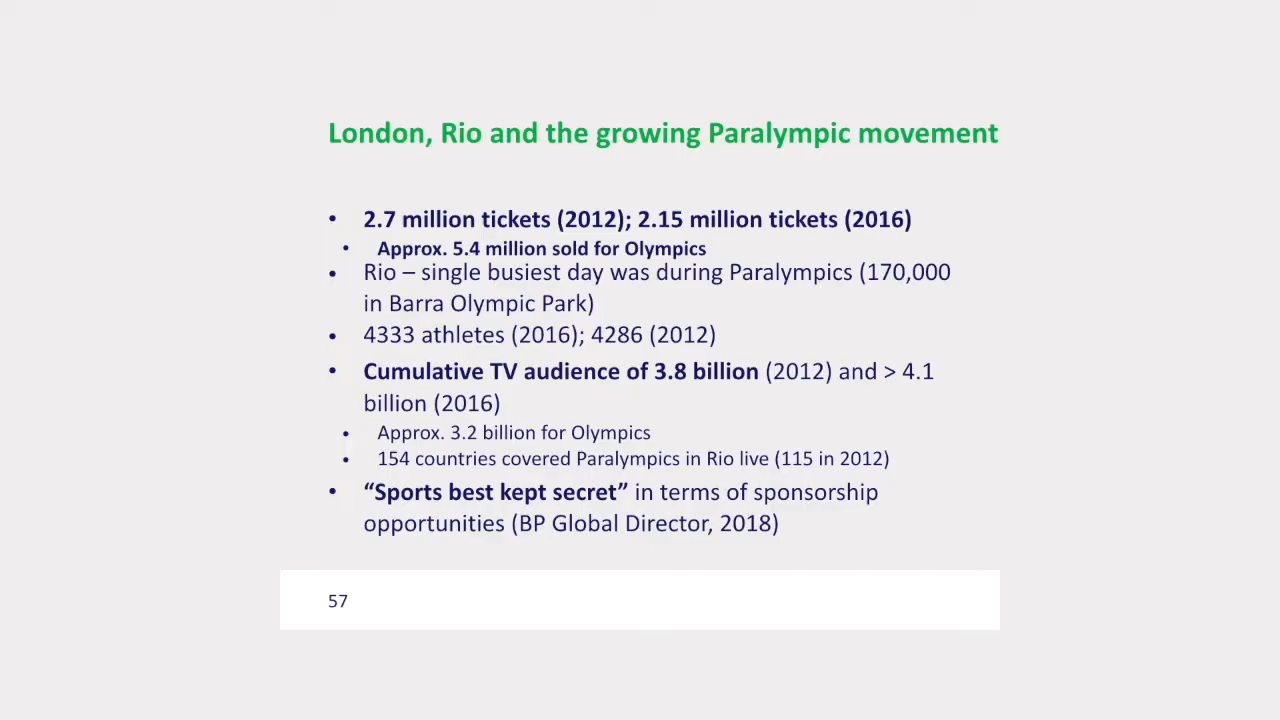 London, Rio and the growing Paralympic movement
• 2.7 million tickets (2012); 2.15 million tickets (2016)
• Approx. 5.4 million sold for Olympics
• Rio – single busiest day was during Paralympics (170,000
in Barra Olympic Park)
• 4333 athletes (2016); 4286 (2012)
• Cumulative TV audience of 3.8 billion (2012) and > 4.1
billion (2016)
• Approx. 3.2 billion for Olympics
• 154 countries covered Paralympics in Rio live (115 in 2012)
• “Sports best kept secret” in terms of sponsorship
opportunities (BP Global Director, 2018)
57